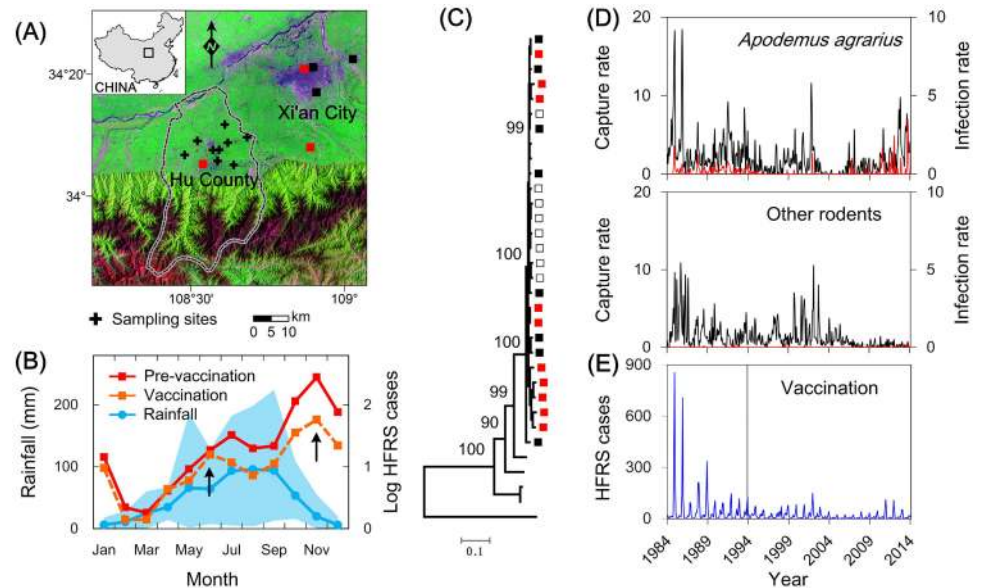 (A)
CHINA
N
34°20'
Xi'an City
Hu County
34°
108°30'
109°
Sampling sites
0 5 10 km
(B)
Pre-vaccination
Vaccination
Rainfall
Rainfall (mm)
200
100
0
Log HFRS cases
2
1
0
Jan Mar May Jul Sep Nov
Month
(C)
99
100
100
99
90
100
0.1
(D)
Apodemus agrarius
Capture rate
20
10
0
Infection rate
10
5
0
Other rodents
Capture rate
20
10
0
Infection rate
10
5
0
(E)
Vaccination
HFRS cases
900
600
300
0
1984 1989 1994 1999 2004 2009 2014
Year